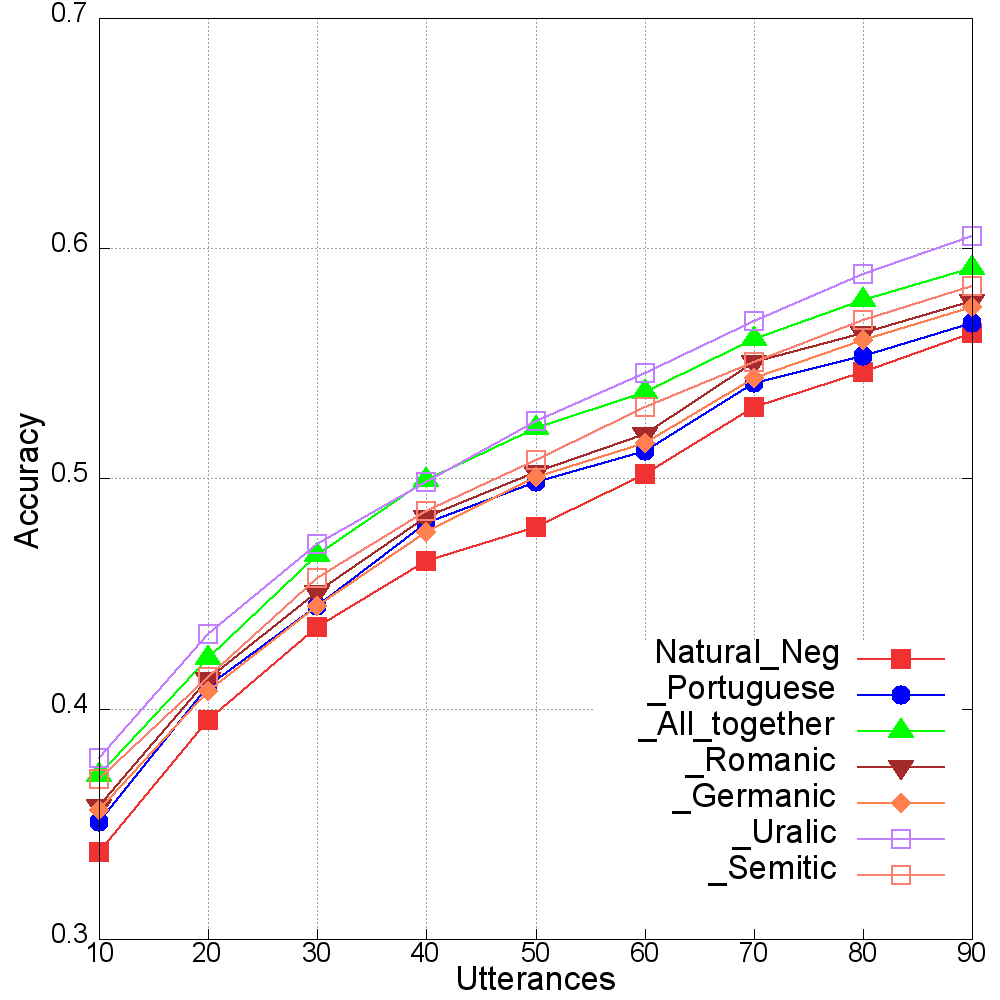 0.7
0.6
0.5
0.4
0.3
Accuracy
Natural_Neg
_Portuguese
_All_together
_Romanic
_Germanic
_Uralic
_Semitic
10 20 30 40 50 60 70 80 90
Utterances